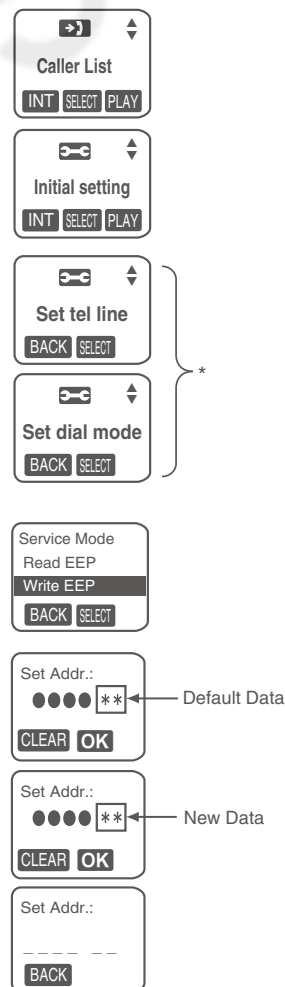 Caller List
INT SELECT PLAY
Initial setting
INT SELECT PLAY
Set tel line
BACK SELECT
*
Set dial mode
BACK SELECT
Service Mode
Read EEP
Write EEP
BACK SELECT
Set Addr.:
●●●● ** Default Data
CLEAR OK
Set Addr.:
●●●● ** New Data
CLEAR OK
Set Addr.:
_ _ _ _ _ _
BACK